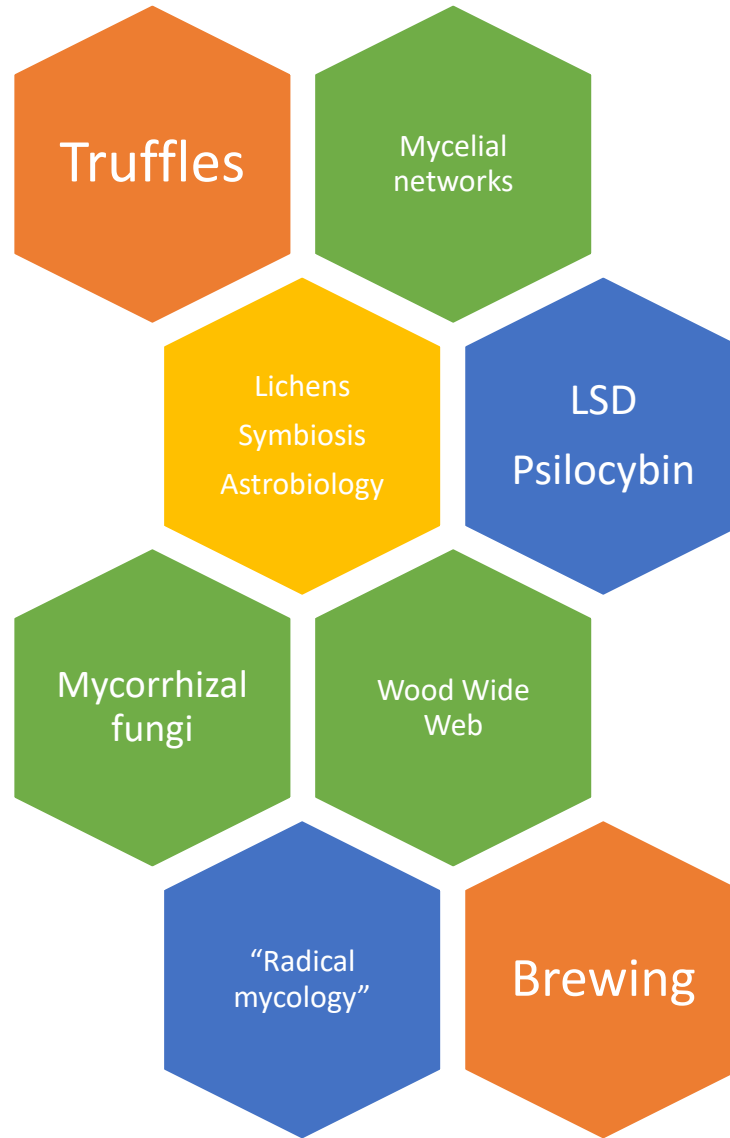 Truffles
Mycelial
networks
Lichens
Symbiosis
Astrobiology
LSD
Psilocybin
Mycorrhizal
fungi
Wood Wide
Web
“Radical
mycology”
Brewing